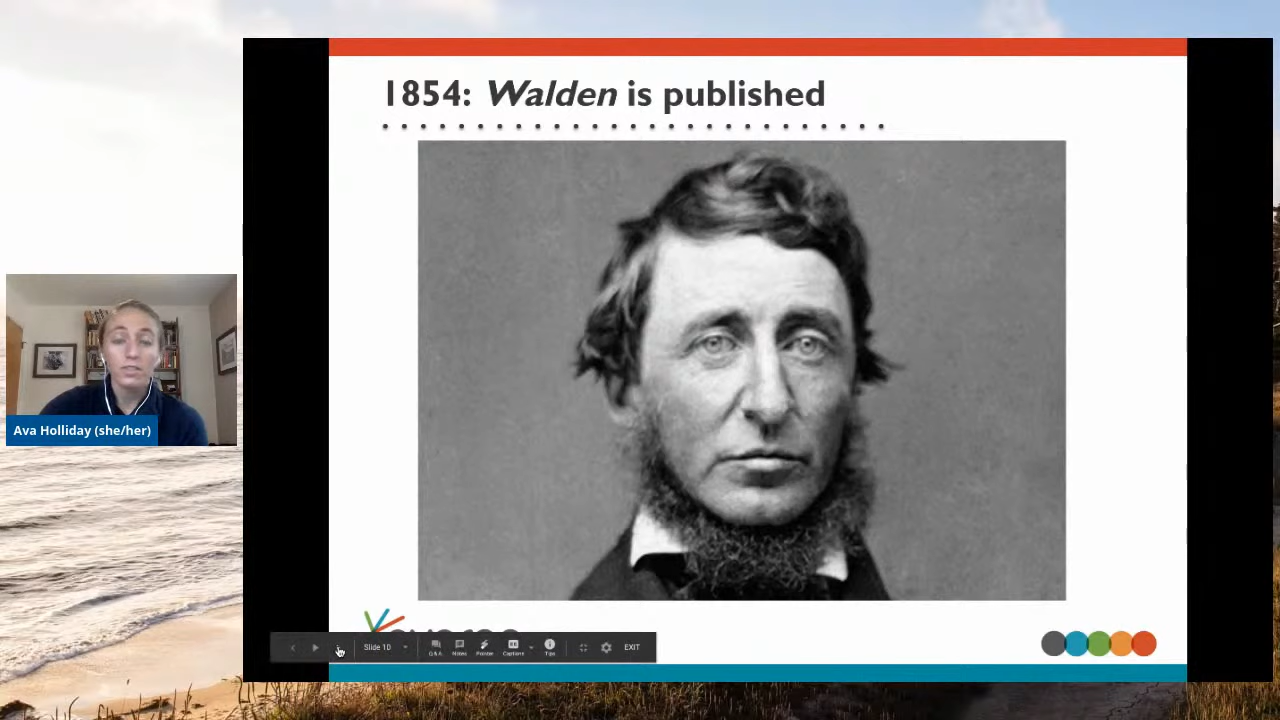 1854: Walden is published
Ava Holliday (she/her)
Slide 10
Q&A
Notes
Pointer
Captions
Tips
EXIT